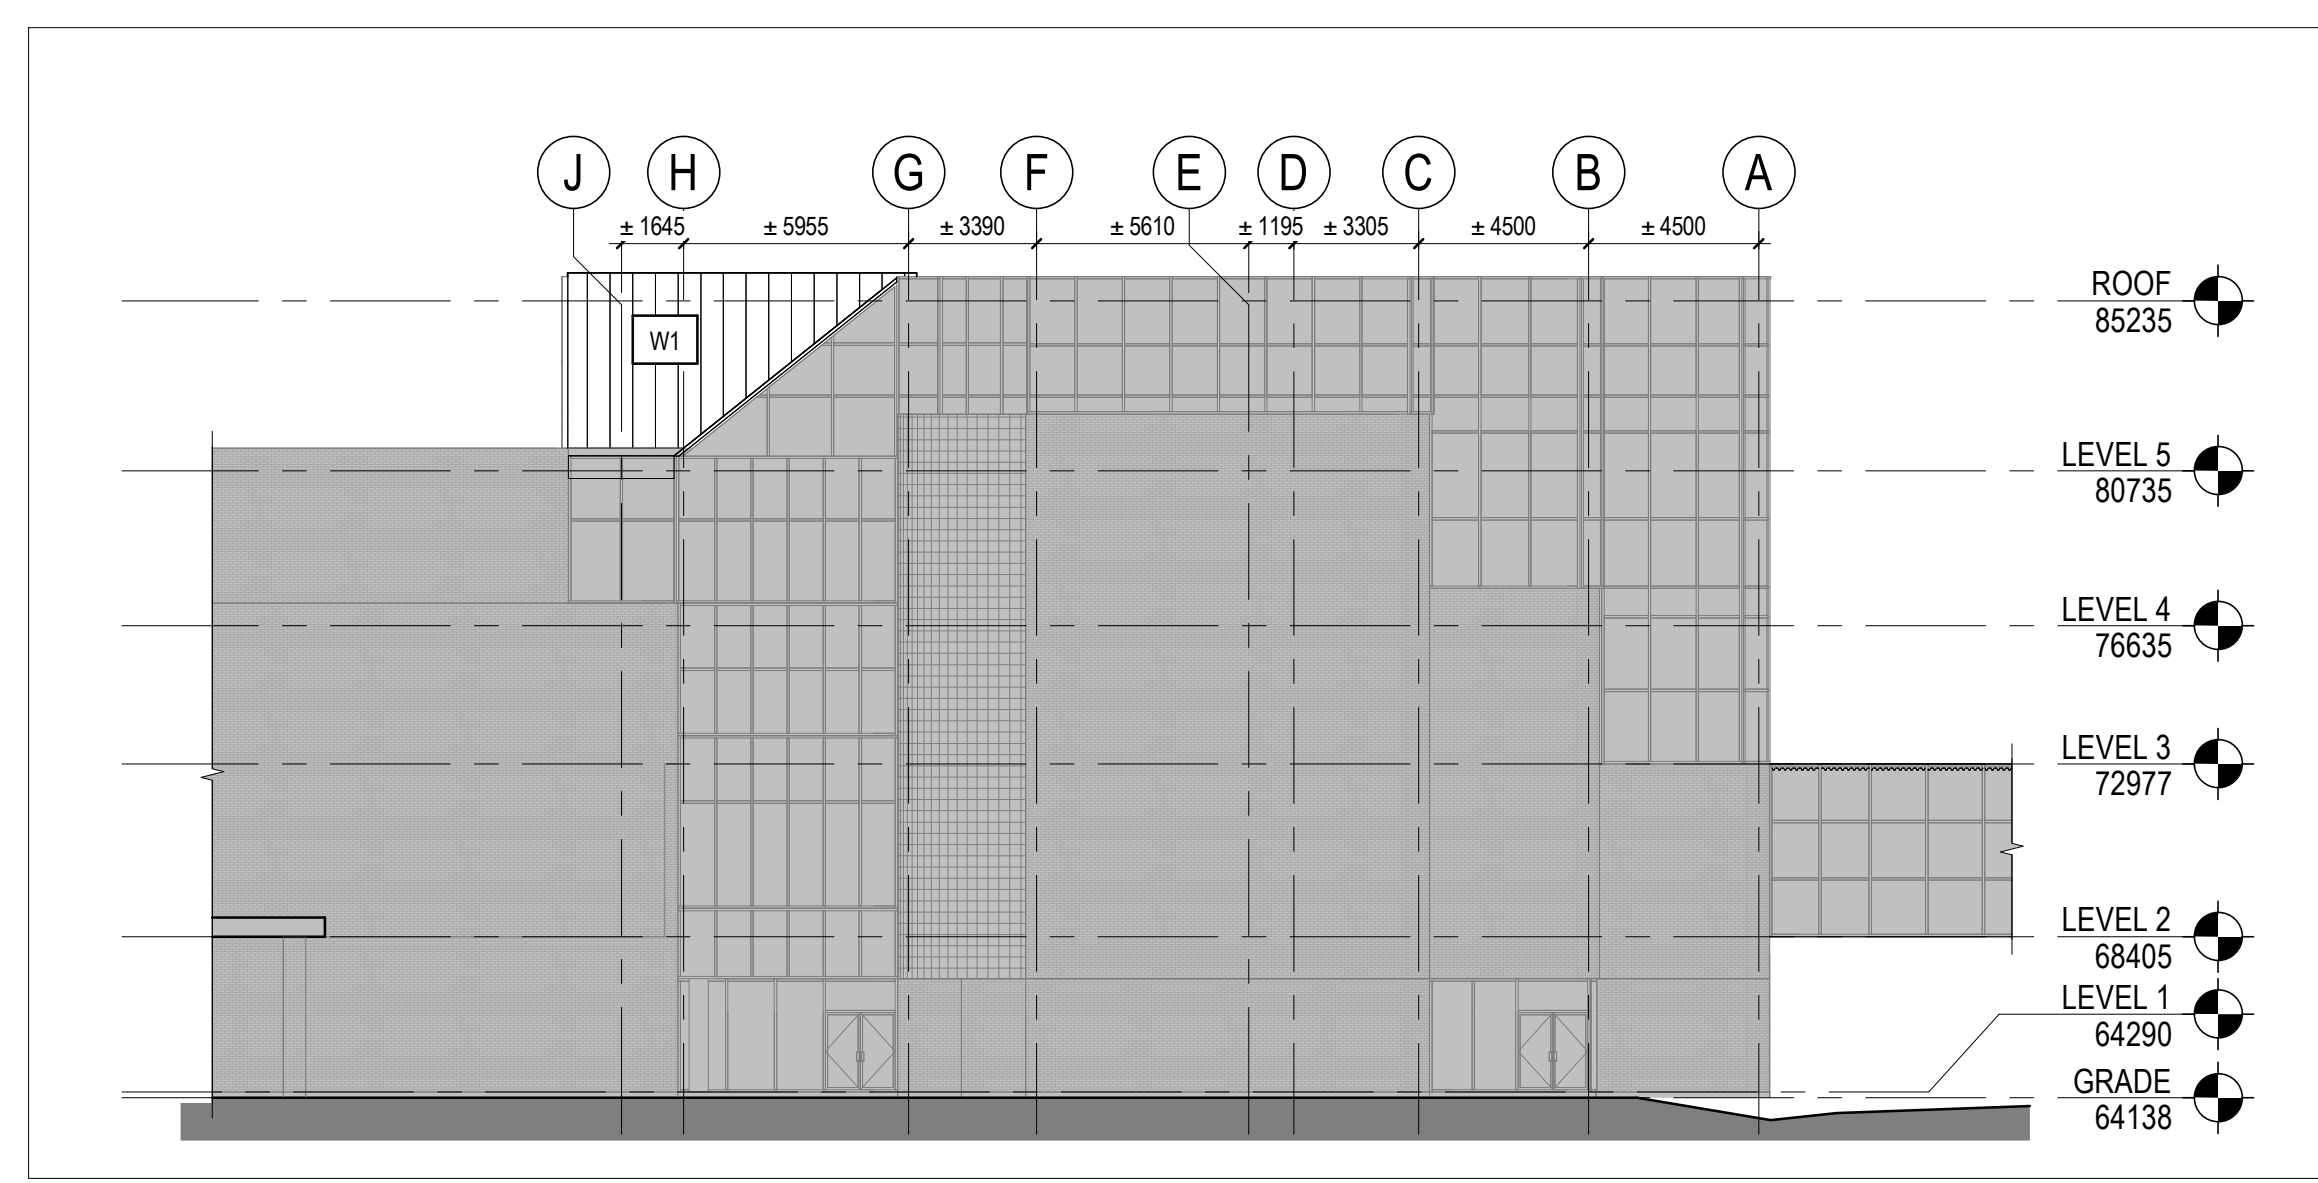 J H G F E D C B A
± 1645 ± 5955 ± 3390 ± 5610 ± 1195 ± 3305 ± 4500 ± 4500
ROOF
85235
W1
LEVEL 5
80735
LEVEL 4
76635
LEVEL 3
72977
LEVEL 2
68405
LEVEL 1
64290
GRADE
64138